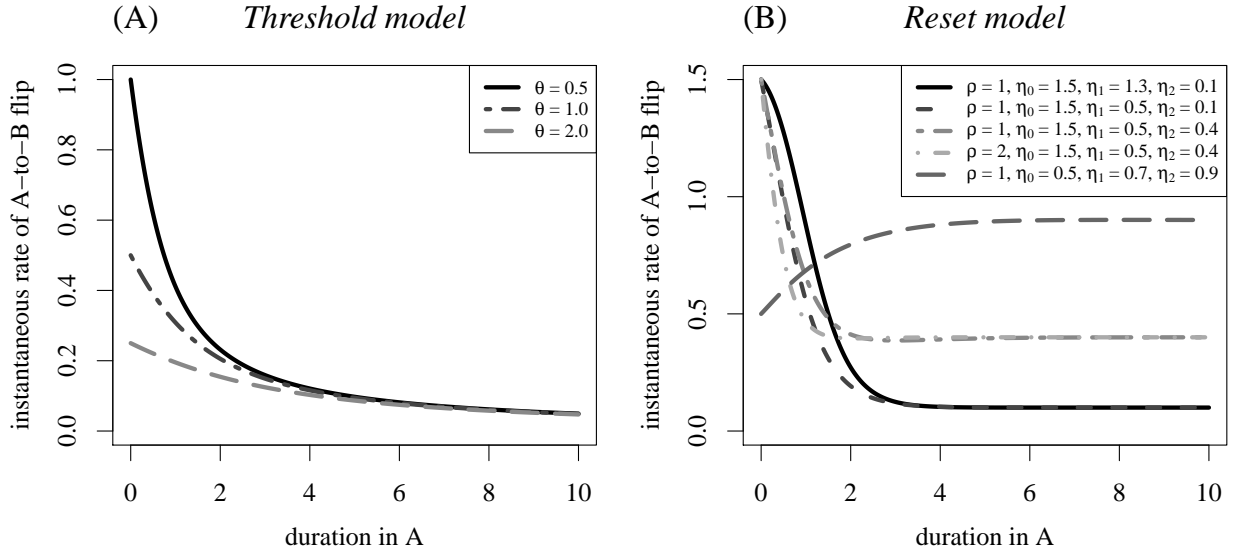 (A) Threshold model
instantaneous rate of A−to−B flip
1.0
0.8
0.6
0.4
0.2
0.0
θ = 0.5
θ = 1.0
θ = 2.0
0 2 4 6 8 10
duration in A
(B) Reset model
instantaneous rate of A−to−B flip
1.5
1.0
0.5
0.0
ρ = 1, η0 = 1.5, η1 = 1.3, η2 = 0.1
ρ = 1, η0 = 1.5, η1 = 0.5, η2 = 0.1
ρ = 1, η0 = 1.5, η1 = 0.5, η2 = 0.4
ρ = 2, η0 = 1.5, η1 = 0.5, η2 = 0.4
ρ = 1, η0 = 0.5, η1 = 0.7, η2 = 0.9
0 2 4 6 8 10
duration in A